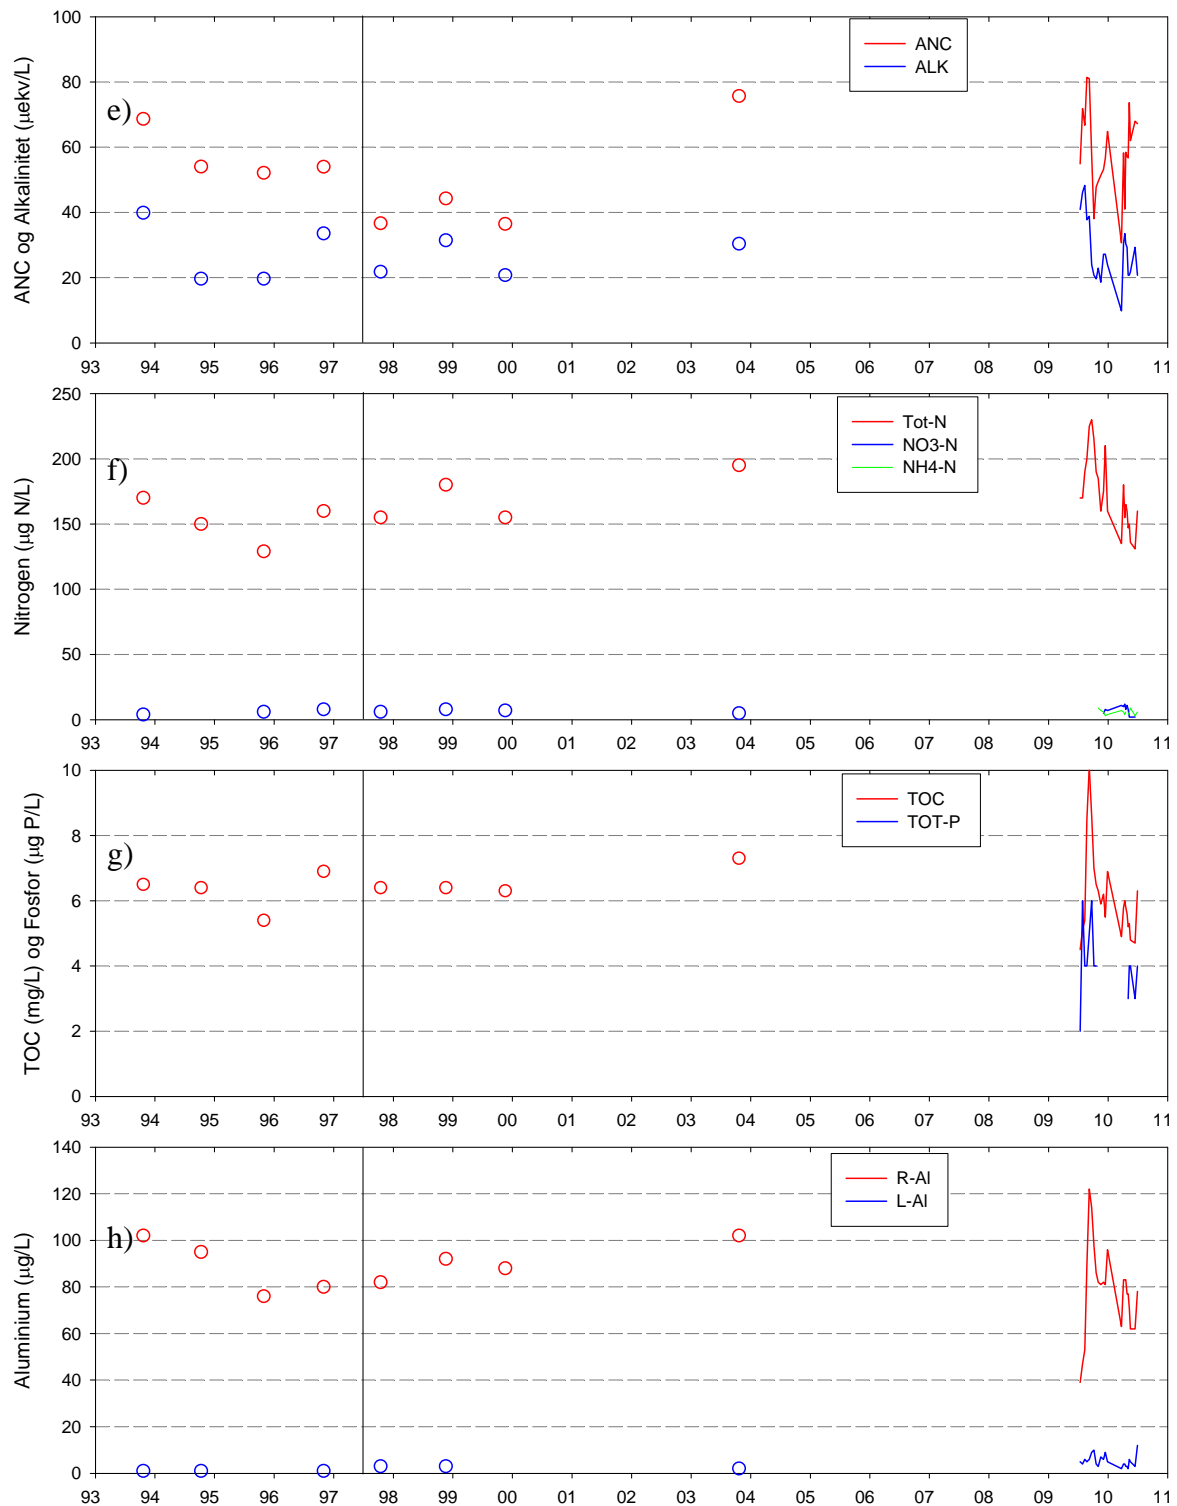 100
80
60
40
20
0
ANC og Alkalinitet (µekv/L)
e)
ANC
ALK
93 94 95 96 97 98 99 00 01 02 03 04 05 06 07 08 09 10 11
250
200
150
100
50
0
Nitrogen (µg N/L)
f)
Tot-N
NO3-N
NH4-N
93 94 95 96 97 98 99 00 01 02 03 04 05 06 07 08 09 10 11
10
8
6
4
2
0
TOC (mg/L) og Fosfor (µg P/L)
g)
TOC
TOT-P
93 94 95 96 97 98 99 00 01 02 03 04 05 06 07 08 09 10 11
140
120
100
80
60
40
20
0
Aluminium (µg/L)
h)
R-Al
L-Al
93 94 95 96 97 98 99 00 01 02 03 04 05 06 07 08 09 10 11